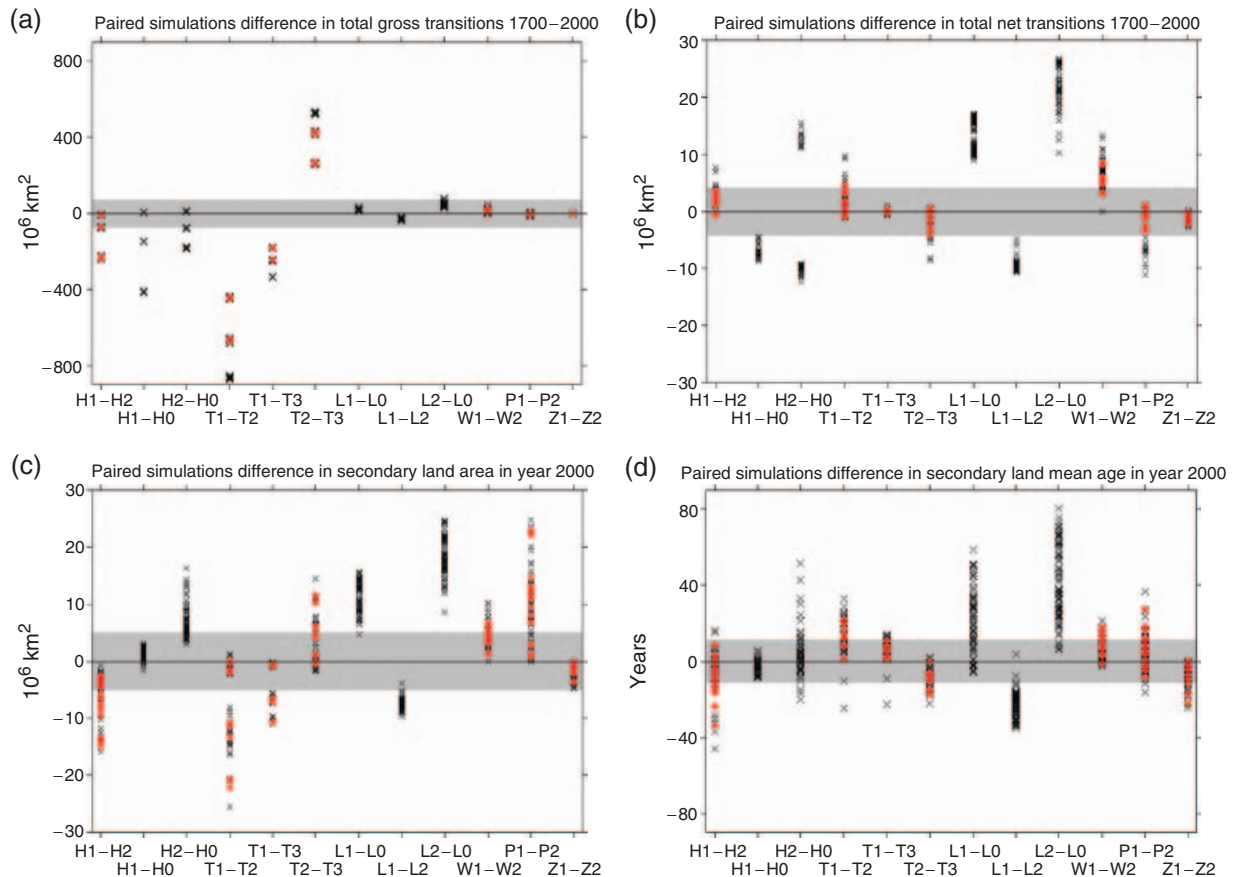 (a) Paired simulations difference in total gross transitions 1700−2000
800
400
0
−400
−800
10⁶ km²
H1−H2 H2−H0 T1−T3 L1−L0 L2−L0 P1−P2
H1−H0 T1−T2 T2−T3 L1−L2 W1−W2 Z1−Z2
(b) Paired simulations difference in total net transitions 1700−2000
30
20
10
0
−10
−20
−30
10⁶ km²
H1−H2 H2−H0 T1−T3 L1−L0 L2−L0 P1−P2
H1−H0 T1−T2 T2−T3 L1−L2 W1−W2 Z1−Z2
(c) Paired simulations difference in secondary land area in year 2000
30
20
10
0
−10
−20
−30
10⁶ km²
H1−H2 H2−H0 T1−T3 L1−L0 L2−L0 P1−P2
H1−H0 T1−T2 T2−T3 L1−L2 W1−W2 Z1−Z2
(d) Paired simulations difference in secondary land mean age in year 2000
80
40
0
−40
−80
Years
H1−H2 H2−H0 T1−T3 L1−L0 L2−L0 P1−P2
H1−H0 T1−T2 T2−T3 L1−L2 W1−W2 Z1−Z2